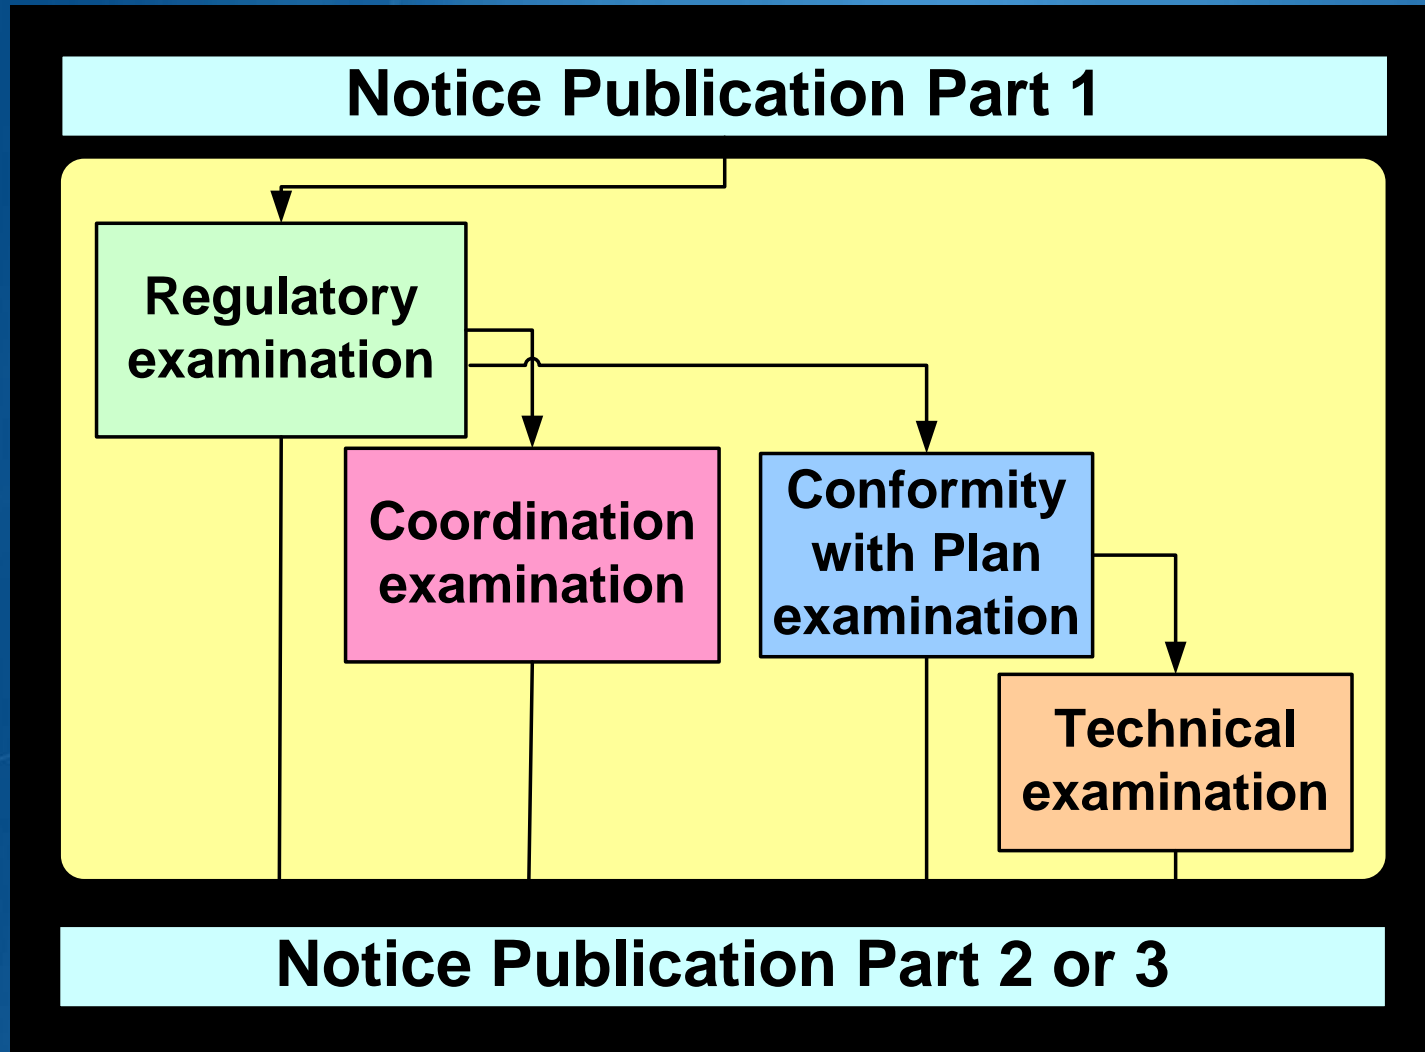 Notice Publication Part 1
Regulatory
examination
Coordination
examination
Conformity
with Plan
examination
Technical
examination
Notice Publication Part 2 or 3